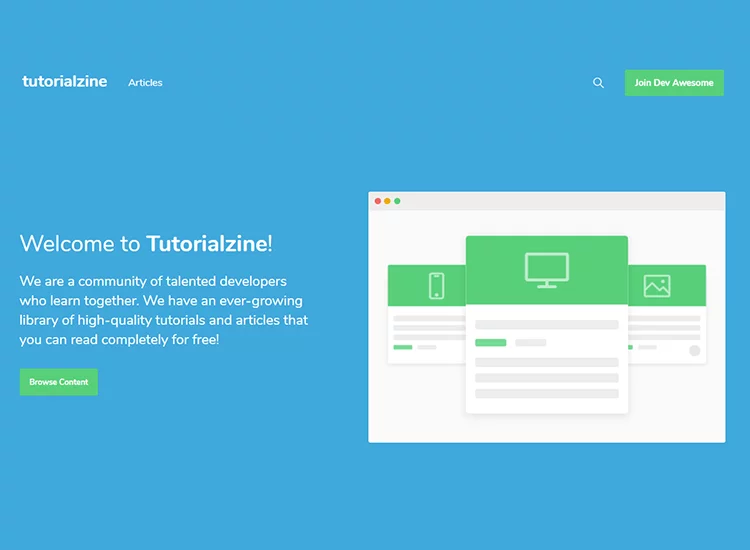 tutorialzine
Articles
Join Dev Awesome
Welcome to Tutorialzine!
We are a community of talented developers
who learn together. We have an ever-growing
library of high-quality tutorials and articles that
you can read completely for free!
Browse Content